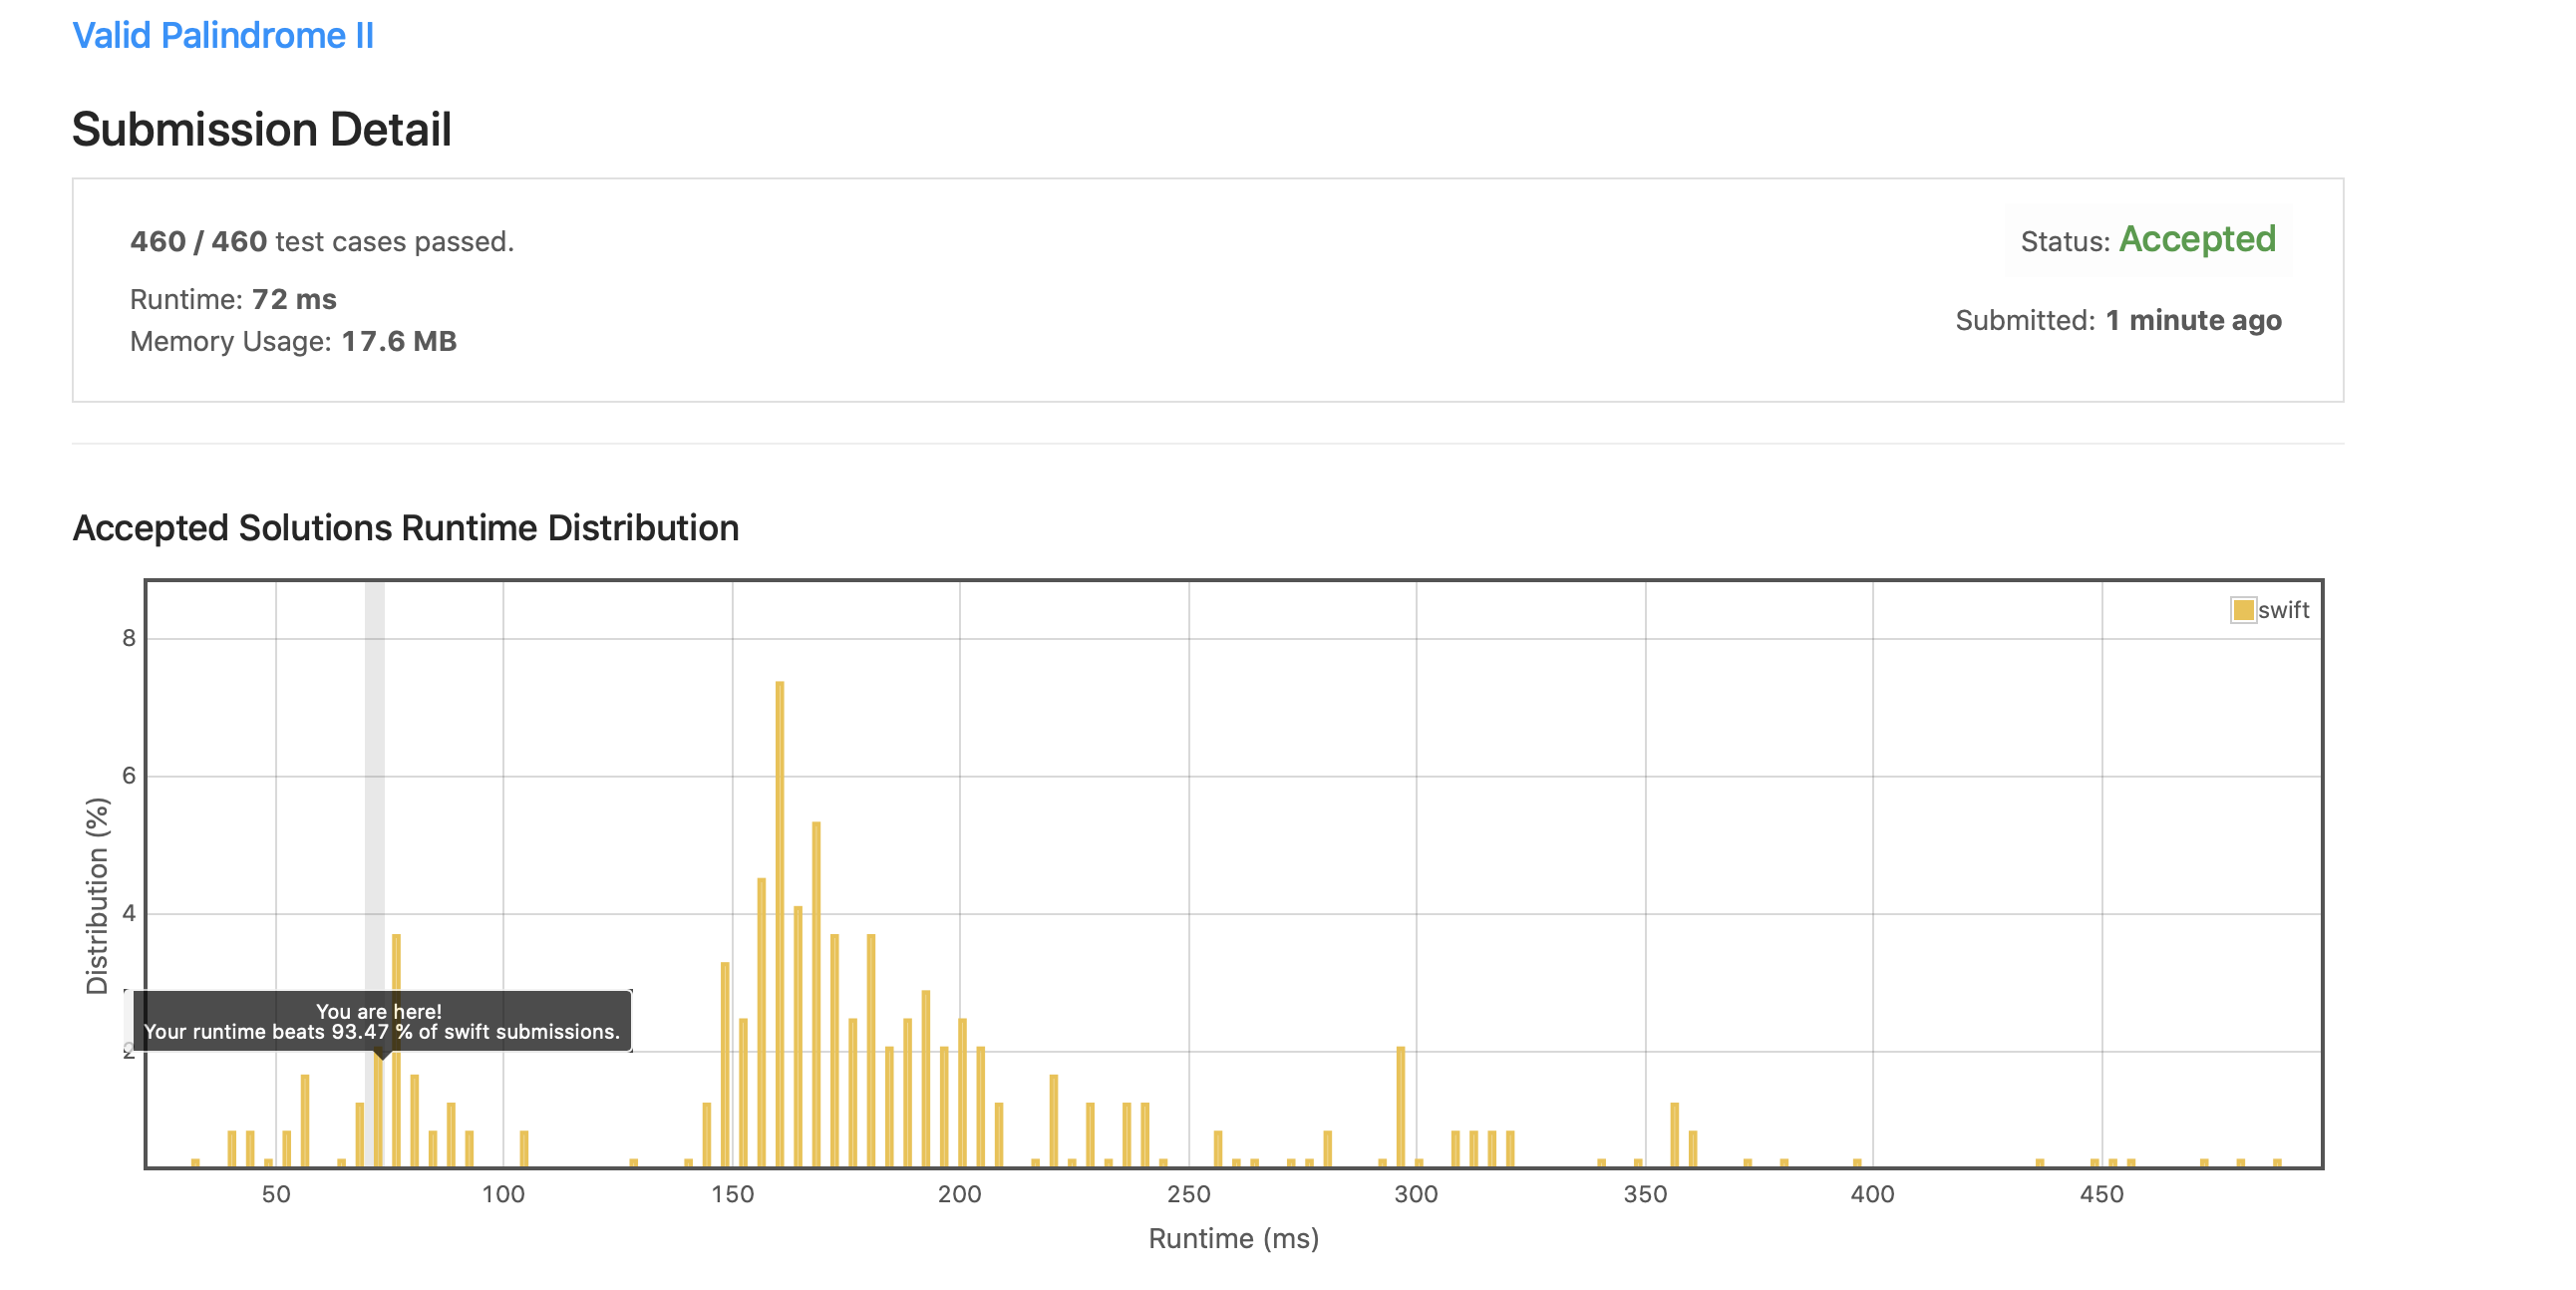 Valid Palindrome II
Submission Detail
460 / 460 test cases passed.
Status: Accepted
Runtime: 72 ms
Submitted: 1 minute ago
Memory Usage: 17.6 MB
Accepted Solutions Runtime Distribution
swift
8
6
4
2
Distribution (%)
You are here!
Your runtime beats 93.47 % of swift submissions.
50 100 150 200 250 300 350 400 450
Runtime (ms)